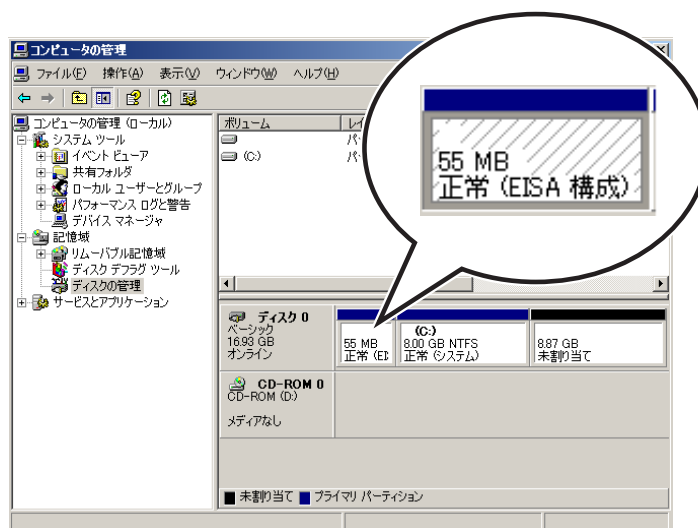 コンピュータの管理
ファイル(F) 操作(A) 表示(V) ウィンドウ(W) ヘルプ(H)
コンピュータの管理 (ローカル)
システム ツール
イベント ビューア
共有フォルダ
ローカル ユーザーとグループ
パフォーマンス ログと警告
デバイス マネージャ
記憶域
リムーバブル記憶域
ディスク デフラグ ツール
ディスクの管理
サービスとアプリケーション
ボリューム レイ
パ
(C:) パ
55 MB
正常 (EISA 構成)
ディスク 0
ベーシック
16.93 GB
オンライン
55 MB
正常 (EI
(C:)
8.00 GB NTFS
正常 (システム)
8.87 GB
未割り当て
CD-ROM 0
CD-ROM (D:)
メディアなし
未割り当て プライマリ パーティション